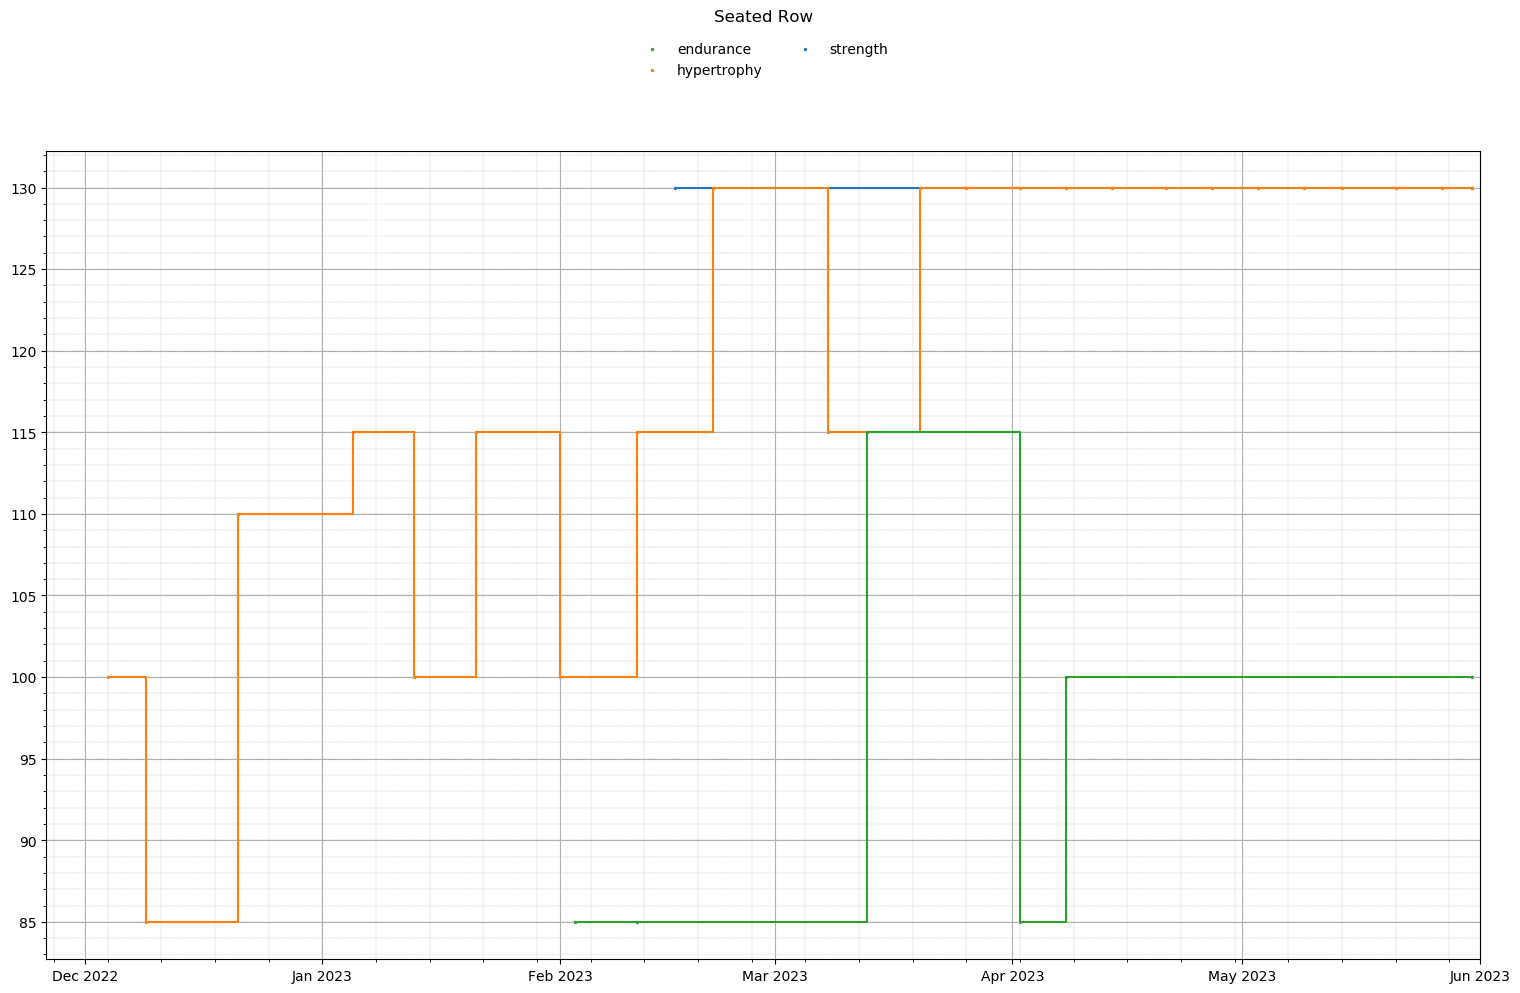 Seated Row
endurance strength
hypertrophy
130
125
120
115
110
105
100
95
90
85
Dec 2022 Jan 2023 Feb 2023 Mar 2023 Apr 2023 May 2023 Jun 2023